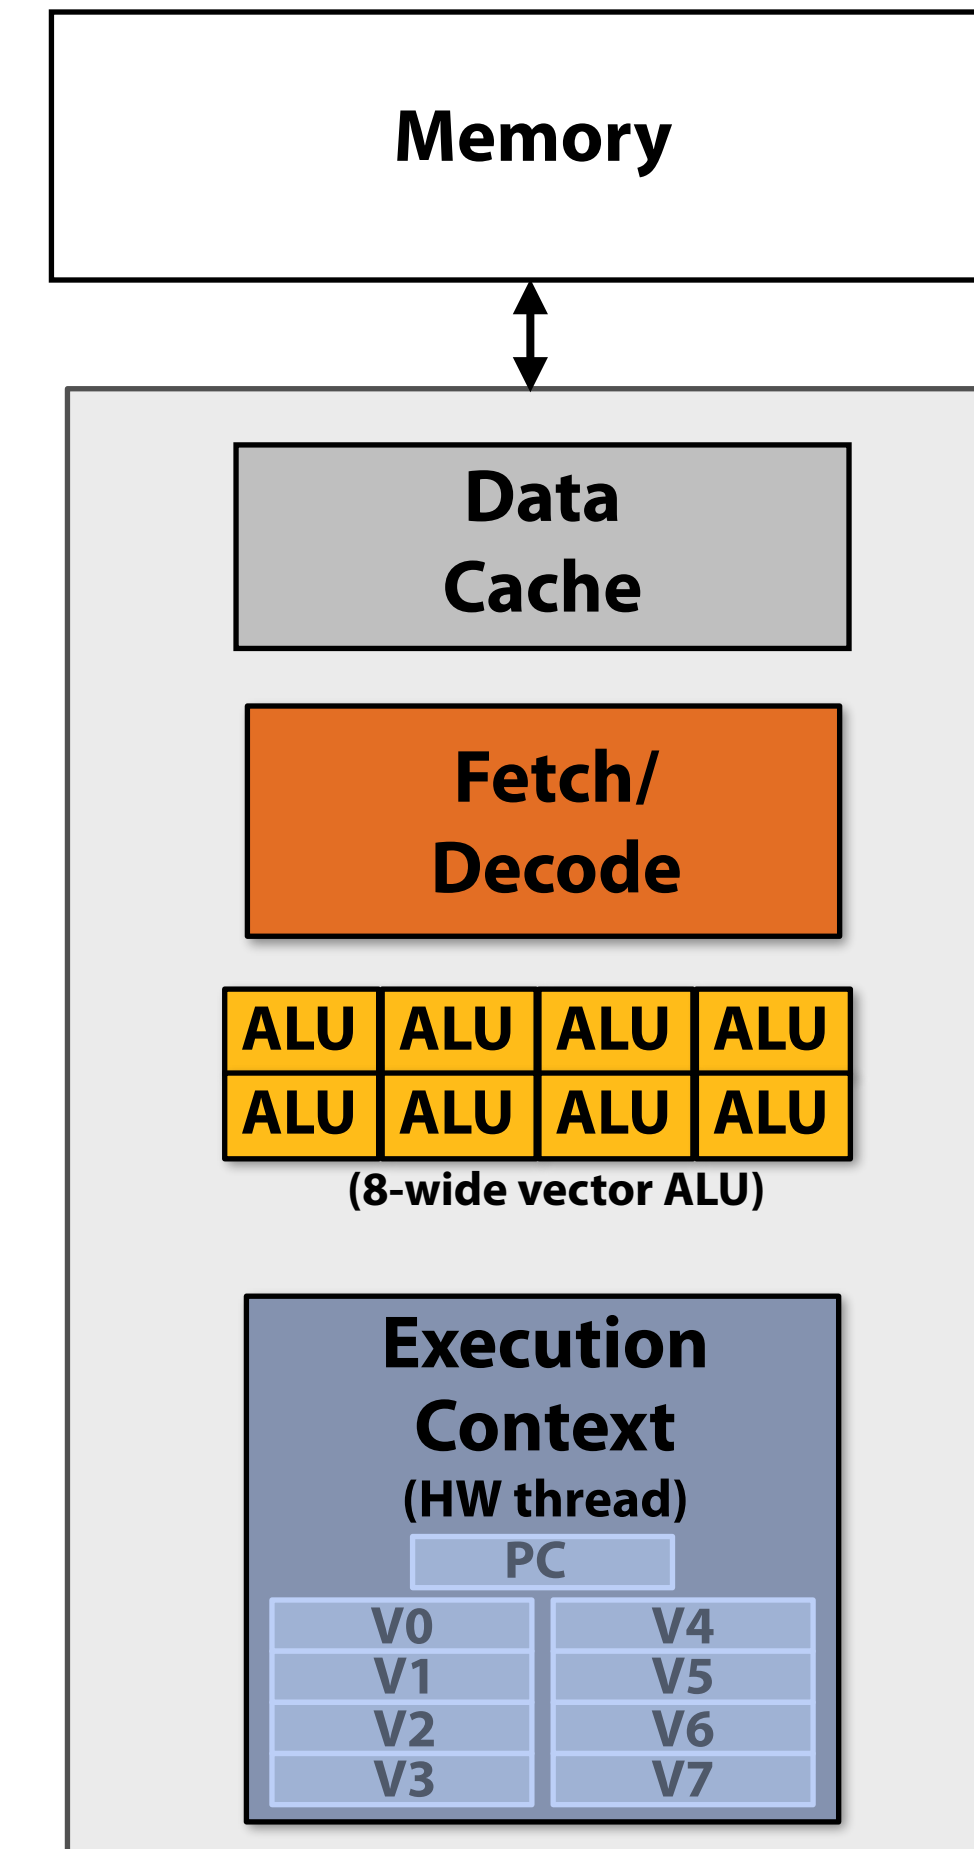 Memory
Data
Cache
Fetch/
Decode
ALU ALU ALU ALU
ALU ALU ALU ALU
(8-wide vector ALU)
Execution
Context
(HW thread)
PC
V0 V4
V1 V5
V2 V6
V3 V7